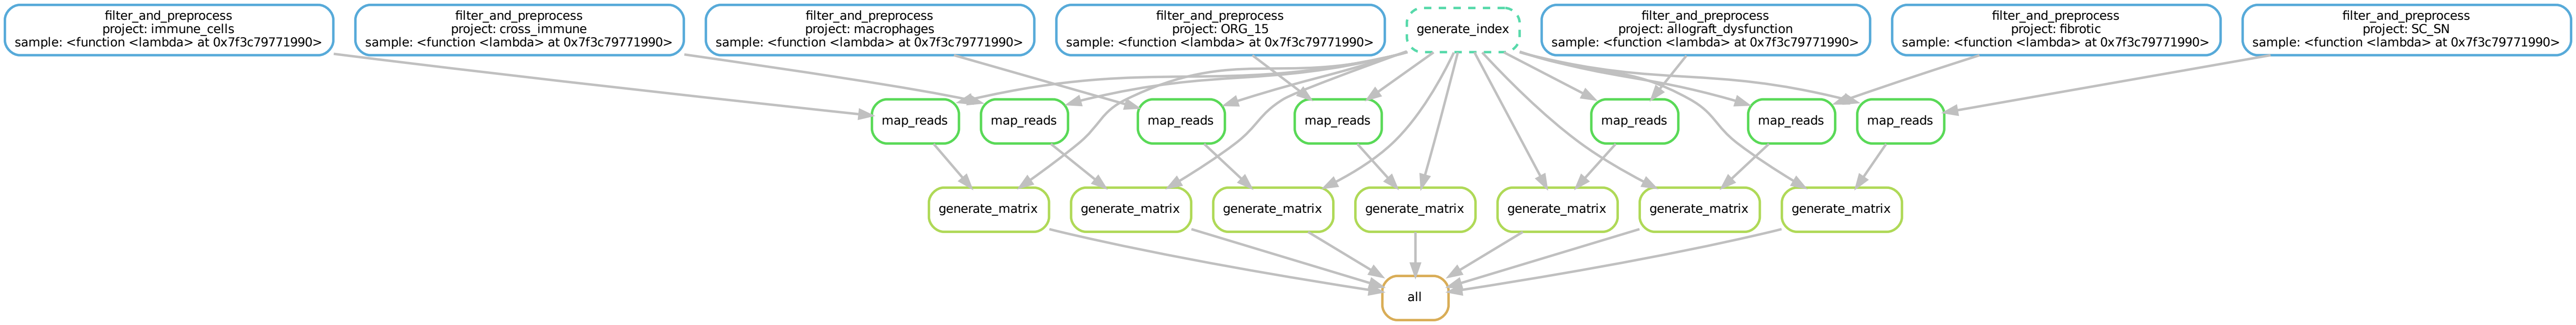 filter_and_preprocess
project: immune_cells
sample: <function <lambda> at 0x7f3c79771990>
filter_and_preprocess
project: cross_immune
sample: <function <lambda> at 0x7f3c79771990>
filter_and_preprocess
project: macrophages
sample: <function <lambda> at 0x7f3c79771990>
filter_and_preprocess
project: ORG_15
sample: <function <lambda> at 0x7f3c79771990>
generate_index
filter_and_preprocess
project: allograft_dysfunction
sample: <function <lambda> at 0x7f3c79771990>
filter_and_preprocess
project: fibrotic
sample: <function <lambda> at 0x7f3c79771990>
filter_and_preprocess
project: SC_SN
sample: <function <lambda> at 0x7f3c79771990>
map_reads
map_reads
map_reads
map_reads
map_reads
map_reads
map_reads
generate_matrix
generate_matrix
generate_matrix
generate_matrix
generate_matrix
generate_matrix
generate_matrix
all